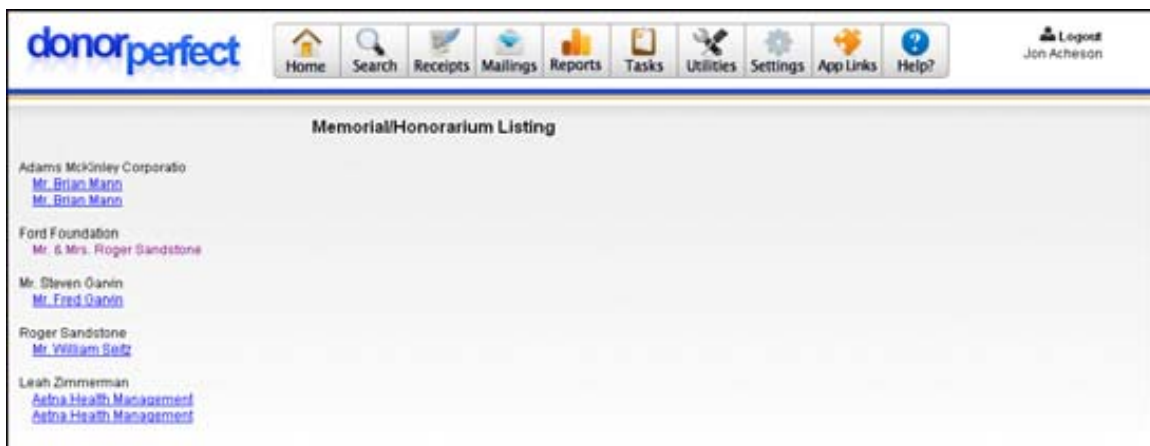 donorperfect
Home Search Receipts Mailings Reports Tasks Utilities Settings App Links Help?
Logout
Jon Acheson
Memorial/Honorarium Listing
Adams McKinley Corporatio
Mr. Brian Mann
Mr. Brian Mann
Ford Foundation
Mr. & Mrs. Roger Sandstone
Mr. Steven Garvin
Mr. Fred Garvin
Roger Sandstone
Mr. William Seitz
Leah Zimmerman
Aetna Health Management
Aetna Health Management